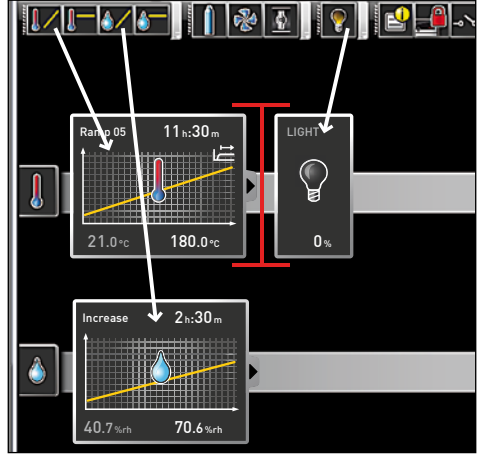 Ramp 05 11h:30m
LIGHT
21.0°C 180.0°C
0%
Increase 2h:30m
40.7%rh 70.6%rh